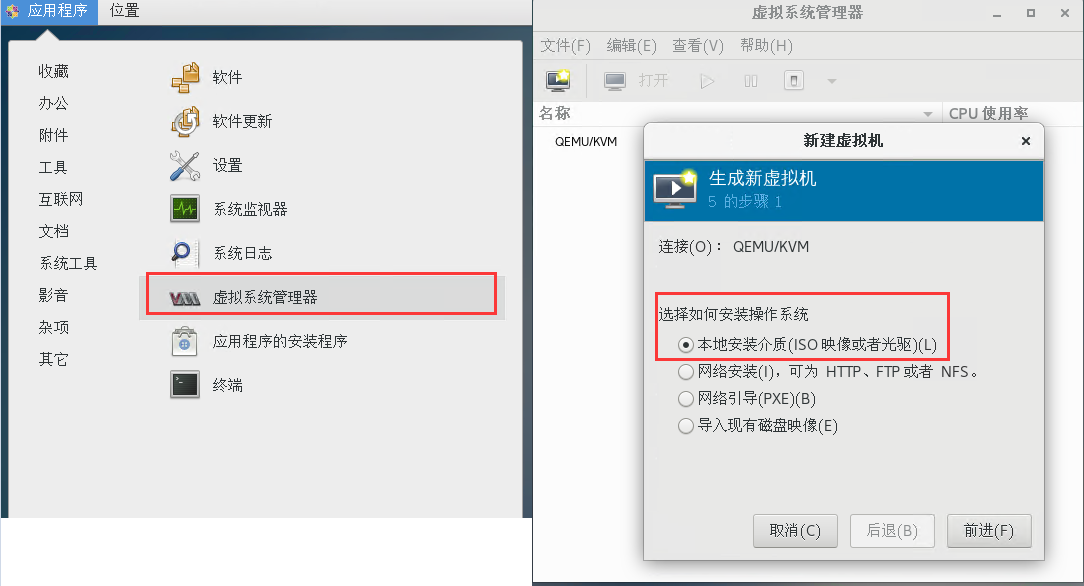 应用程序 位置
收藏
办公
附件
工具
互联网
文档
系统工具
影音
杂项
其它
软件
软件更新
设置
系统监视器
系统日志
虚拟系统管理器
应用程序的安装程序
终端
虚拟系统管理器
文件(F) 编辑(E) 查看(V) 帮助(H)
打开
名称 CPU 使用率
QEMU/KVM
新建虚拟机
生成新虚拟机
5 的步骤 1
连接(O)： QEMU/KVM
选择如何安装操作系统
本地安装介质(ISO 映像或者光驱)(L)
网络安装(I)，可为 HTTP、FTP 或者 NFS。
网络引导(PXE)(B)
导入现有磁盘映像(E)
取消(C) 后退(B) 前进(F)